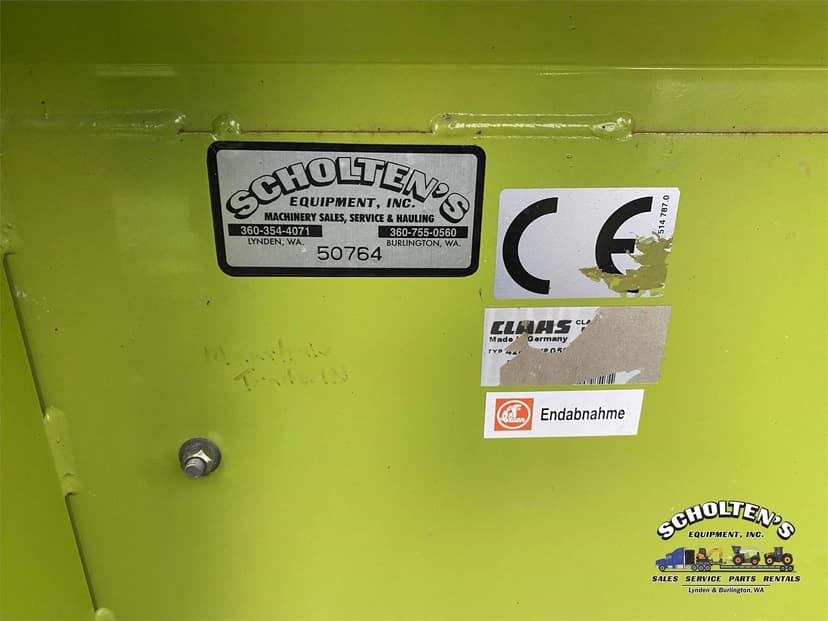 SCHOLTEN'S
EQUIPMENT, INC.
MACHINERY SALES, SERVICE & HAULING
360-354-4071 360-755-0560
LYNDEN, WA. BURLINGTON, WA.
50764
CE
514 787.0
CLAAS
Made in Germany
TYP
Endabnahme
SCHOLTEN'S
EQUIPMENT, INC.
SALES SERVICE PARTS RENTALS
Lynden & Burlington, WA